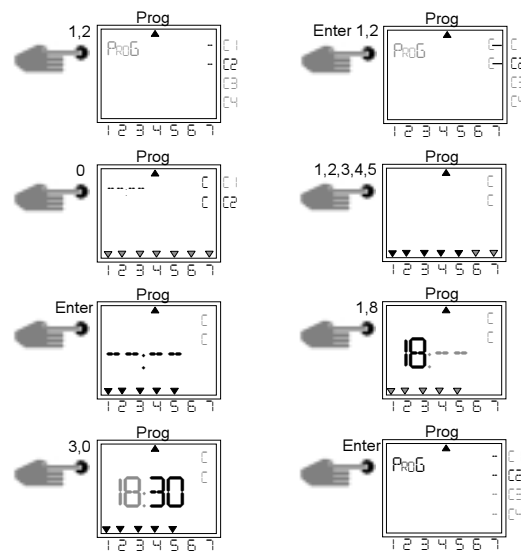 Prog
1,2
PROG - C1
- C2
C3
C4
1 2 3 4 5 6 7
Prog
Enter 1,2
PROG C- C
C- C2
C3
C4
1 2 3 4 5 6 7
Prog
0
--:-- C C1
C C2
1 2 3 4 5 6 7
Prog
1,2,3,4,5
C
C
1 2 3 4 5 6 7
Prog
Enter
C
C
--:--
1 2 3 4 5 6 7
Prog
1,8
C
C
18:--
1 2 3 4 5 6 7
Prog
3,0
C
C
18:30
1 2 3 4 5 6 7
Prog
Enter
PROG - C
- C2
- C3
- C4
1 2 3 4 5 6 7